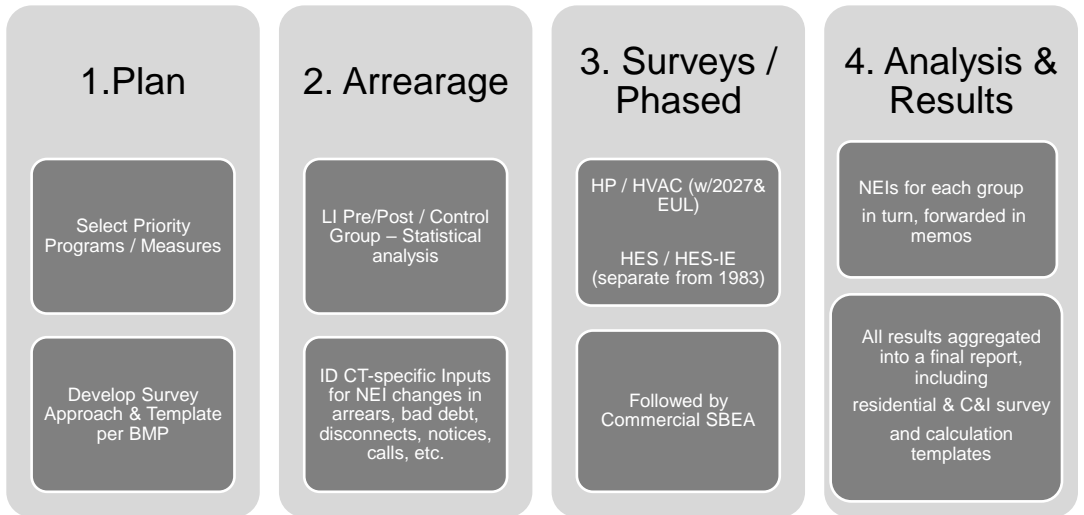 1.Plan
Select Priority
Programs / Measures
Develop Survey
Approach & Template
per BMP
2. Arrearage
LI Pre/Post / Control
Group – Statistical
analysis
ID CT-specific Inputs
for NEI changes in
arrears, bad debt,
disconnects, notices,
calls, etc.
3. Surveys /
Phased
HP / HVAC (w/2027&
EUL)
HES / HES-IE
(separate from 1983)
Followed by
Commercial SBEA
4. Analysis &
Results
NEIs for each group
in turn, forwarded in
memos
All results aggregated
into a final report,
including
residential & C&I survey
and calculation
templates